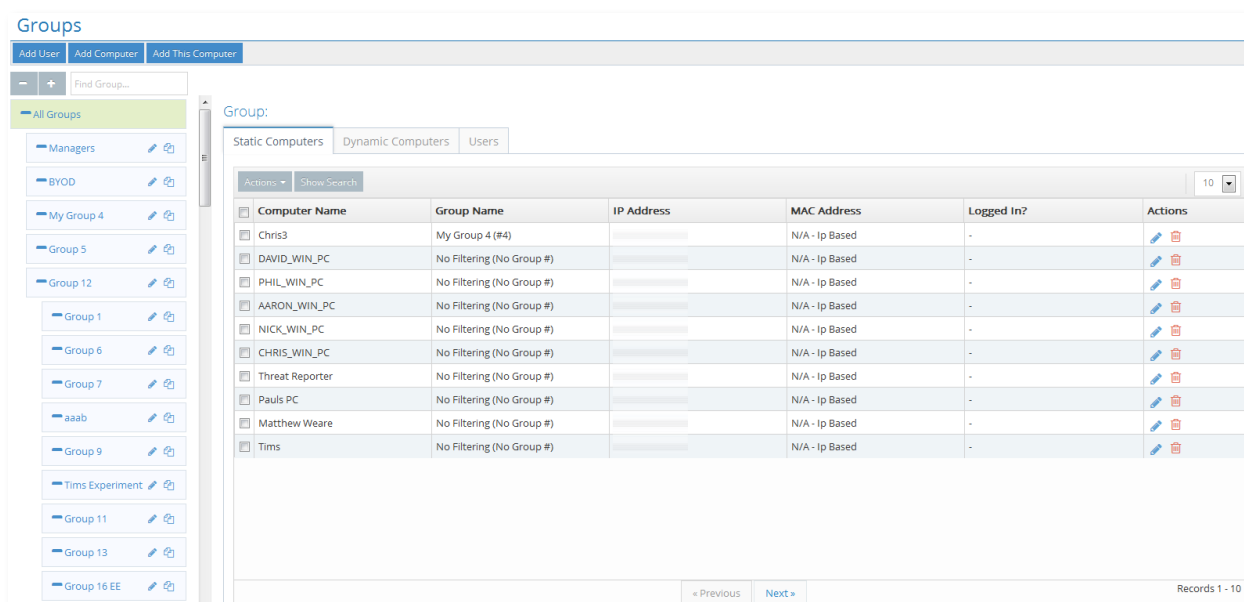 Groups
Add User Add Computer Add This Computer
− + Find Group...
All Groups
Managers
BYOD
My Group 4
Group 5
Group 12
Group 1
Group 6
Group 7
aaab
Group 9
Tims Experiment
Group 11
Group 13
Group 16 EE
Group:
Static Computers Dynamic Computers Users
Actions Show Search 10
Computer Name Group Name IP Address MAC Address Logged In? Actions
Chris3 My Group 4 (#4) N/A - Ip Based -
DAVID_WIN_PC No Filtering (No Group #) N/A - Ip Based -
PHIL_WIN_PC No Filtering (No Group #) N/A - Ip Based -
AARON_WIN_PC No Filtering (No Group #) N/A - Ip Based -
NICK_WIN_PC No Filtering (No Group #) N/A - Ip Based -
CHRIS_WIN_PC No Filtering (No Group #) N/A - Ip Based -
Threat Reporter No Filtering (No Group #) N/A - Ip Based -
Pauls PC No Filtering (No Group #) N/A - Ip Based -
Matthew Weare No Filtering (No Group #) N/A - Ip Based -
Tims No Filtering (No Group #) N/A - Ip Based -
« Previous Next » Records 1 - 10